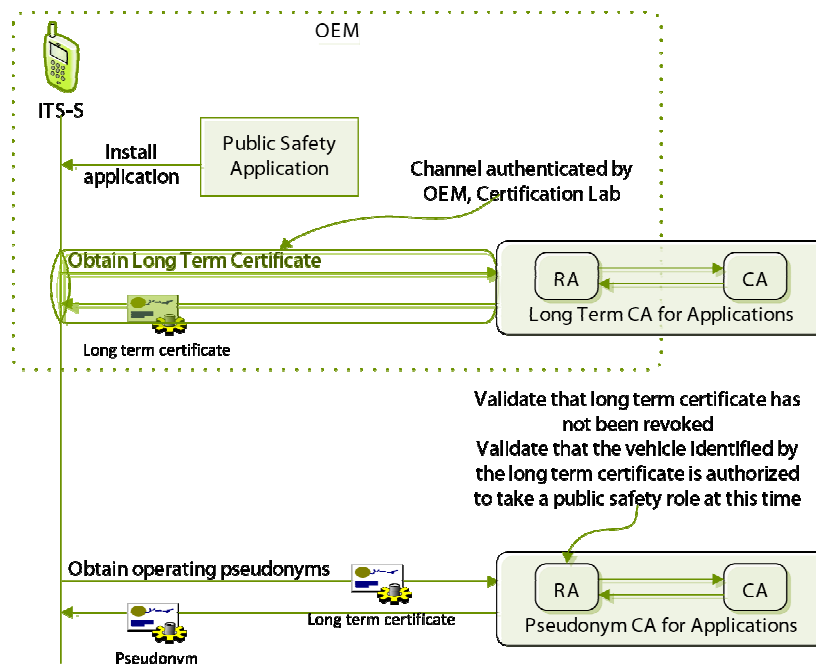 OEM
ITS-S
Install
application
Public Safety
Application
Channel authenticated by
OEM, Certification Lab
Obtain Long Term Certificate
RA
CA
Long Term CA for Applications
Long term certificate
Validate that long term certificate has
not been revoked
Validate that the vehicle identified by
the long term certificate is authorized
to take a public safety role at this time
Obtain operating pseudonyms
RA
CA
Long term certificate
Pseudonym CA for Applications
Pseudonym